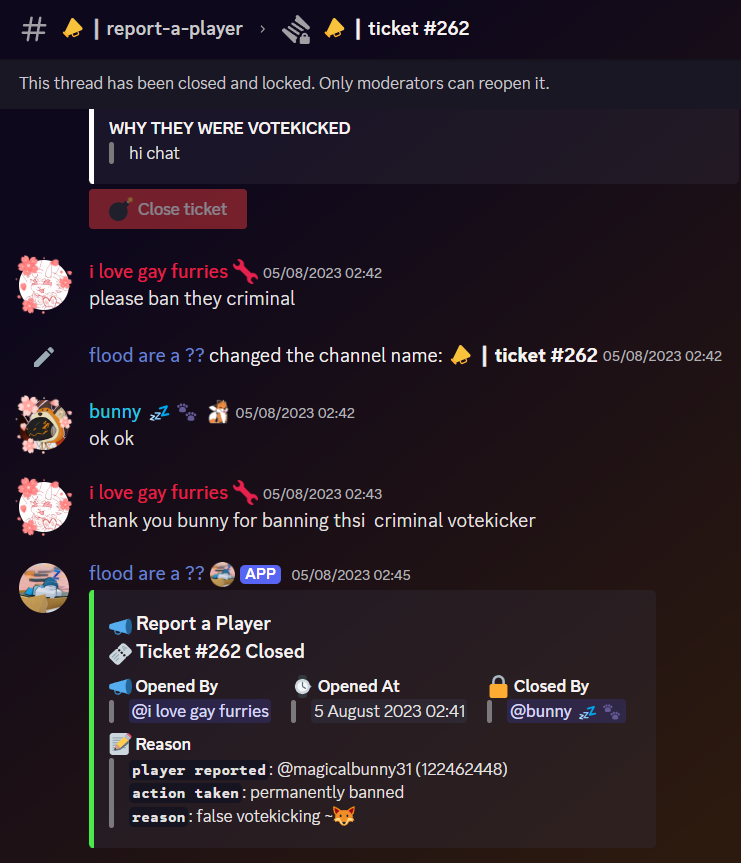 | report-a-player › | ticket #262
This thread has been closed and locked. Only moderators can reopen it.
WHY THEY WERE VOTEKICKED
hi chat
Close ticket
i love gay furries 05/08/2023 02:42
please ban they criminal
flood are a ?? changed the channel name: | ticket #262 05/08/2023 02:42
bunny 05/08/2023 02:42
ok ok
i love gay furries 05/08/2023 02:43
thank you bunny for banning thsi criminal votekicker
flood are a ?? APP 05/08/2023 02:45
Report a Player
Ticket #262 Closed
Opened By Opened At Closed By
@i love gay furries 5 August 2023 02:41 @bunny 💤 🐾
Reason
player reported: @magicalbunny31 (122462448)
action taken: permanently banned
reason: false votekicking ~🦊